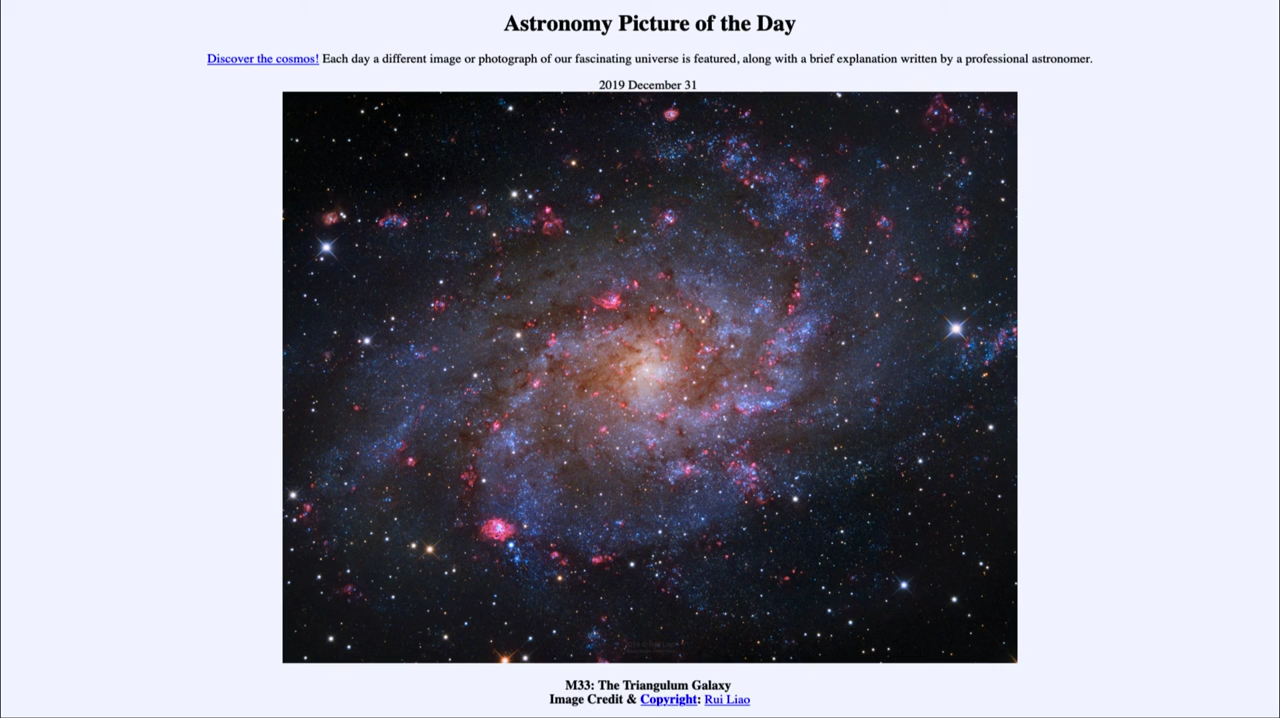 Astronomy Picture of the Day
Discover the cosmos! Each day a different image or photograph of our fascinating universe is featured, along with a brief explanation written by a professional astronomer.
2019 December 31
M33: The Triangulum Galaxy
Image Credit & Copyright: Rui Liao